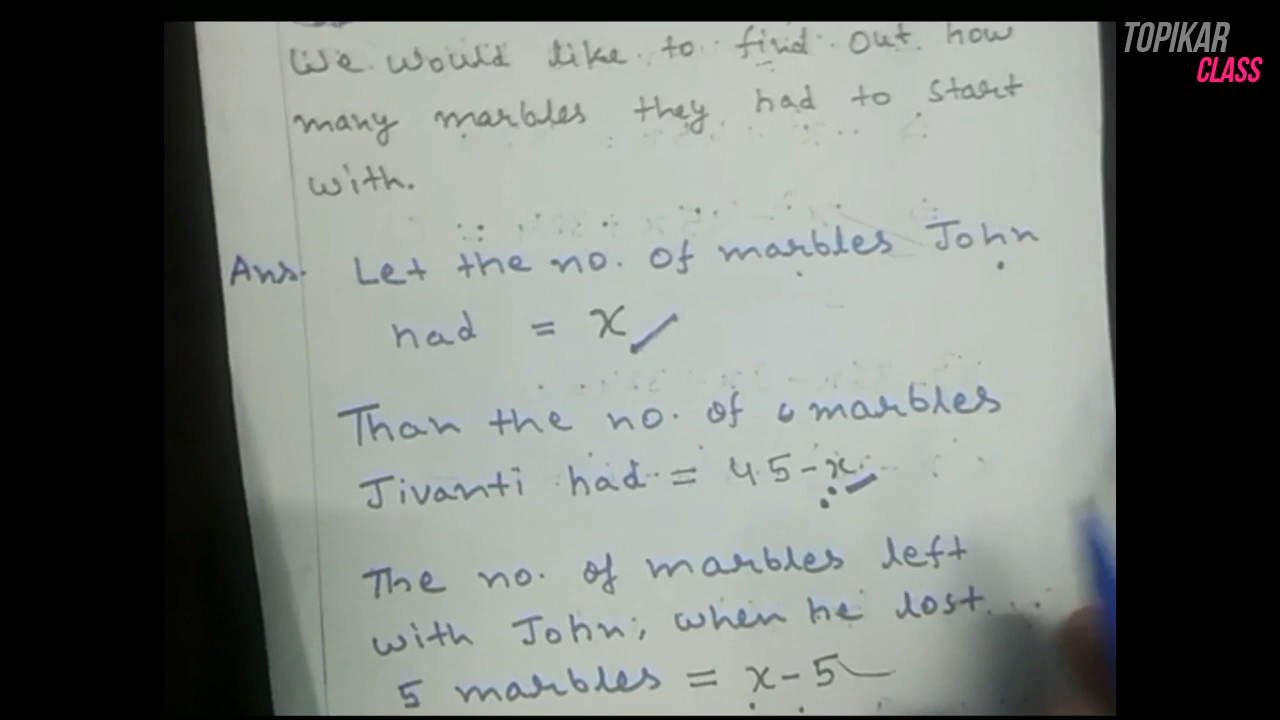 TOPIKAR
CLASS
We would like to find out how
many marbles they had to start
with.
Ans. Let the no. of marbles John
had = x
Than the no. of marbles
Jivanti had = 45-x
The no. of marbles left
with John, when he lost
5 marbles = x-5